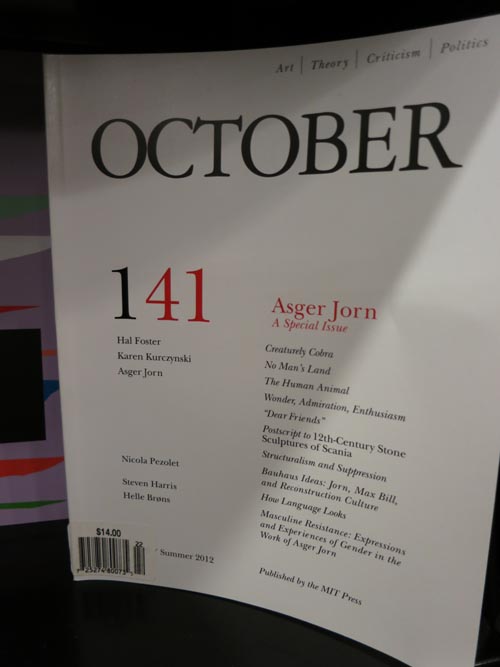 Art | Theory | Criticism | Politics
OCTOBER
141
Hal Foster
Karen Kurczynski
Asger Jorn
Nicola Pezolet
Steven Harris
Helle Brøns
Asger Jorn
A Special Issue
Creaturely Cobra
No Man's Land
The Human Animal
Wonder, Admiration, Enthusiasm
"Dear Friends"
Postscript to 12th-Century Stone
Sculptures of Scania
Structuralism and Suppression
Bauhaus Ideas: Jorn, Max Bill,
and Reconstruction Culture
How Language Looks
Masculine Resistance: Expressions
and Experiences of Gender in the
Work of Asger Jorn
$14.00
22
Summer 2012
Published by the MIT Press